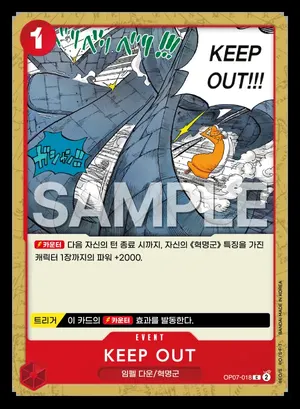 1
KEEP
OUT!!!
SAMPLE
카운터 다음 자신의 턴 종료 시까지, 자신의 《혁명군》 특징을 가진
캐릭터 1장까지의 파워 +2000.
트리거 이 카드의 카운터 효과를 발동한다.
EVENT
KEEP OUT
임펠 다운/혁명군
OP07-018 C 2